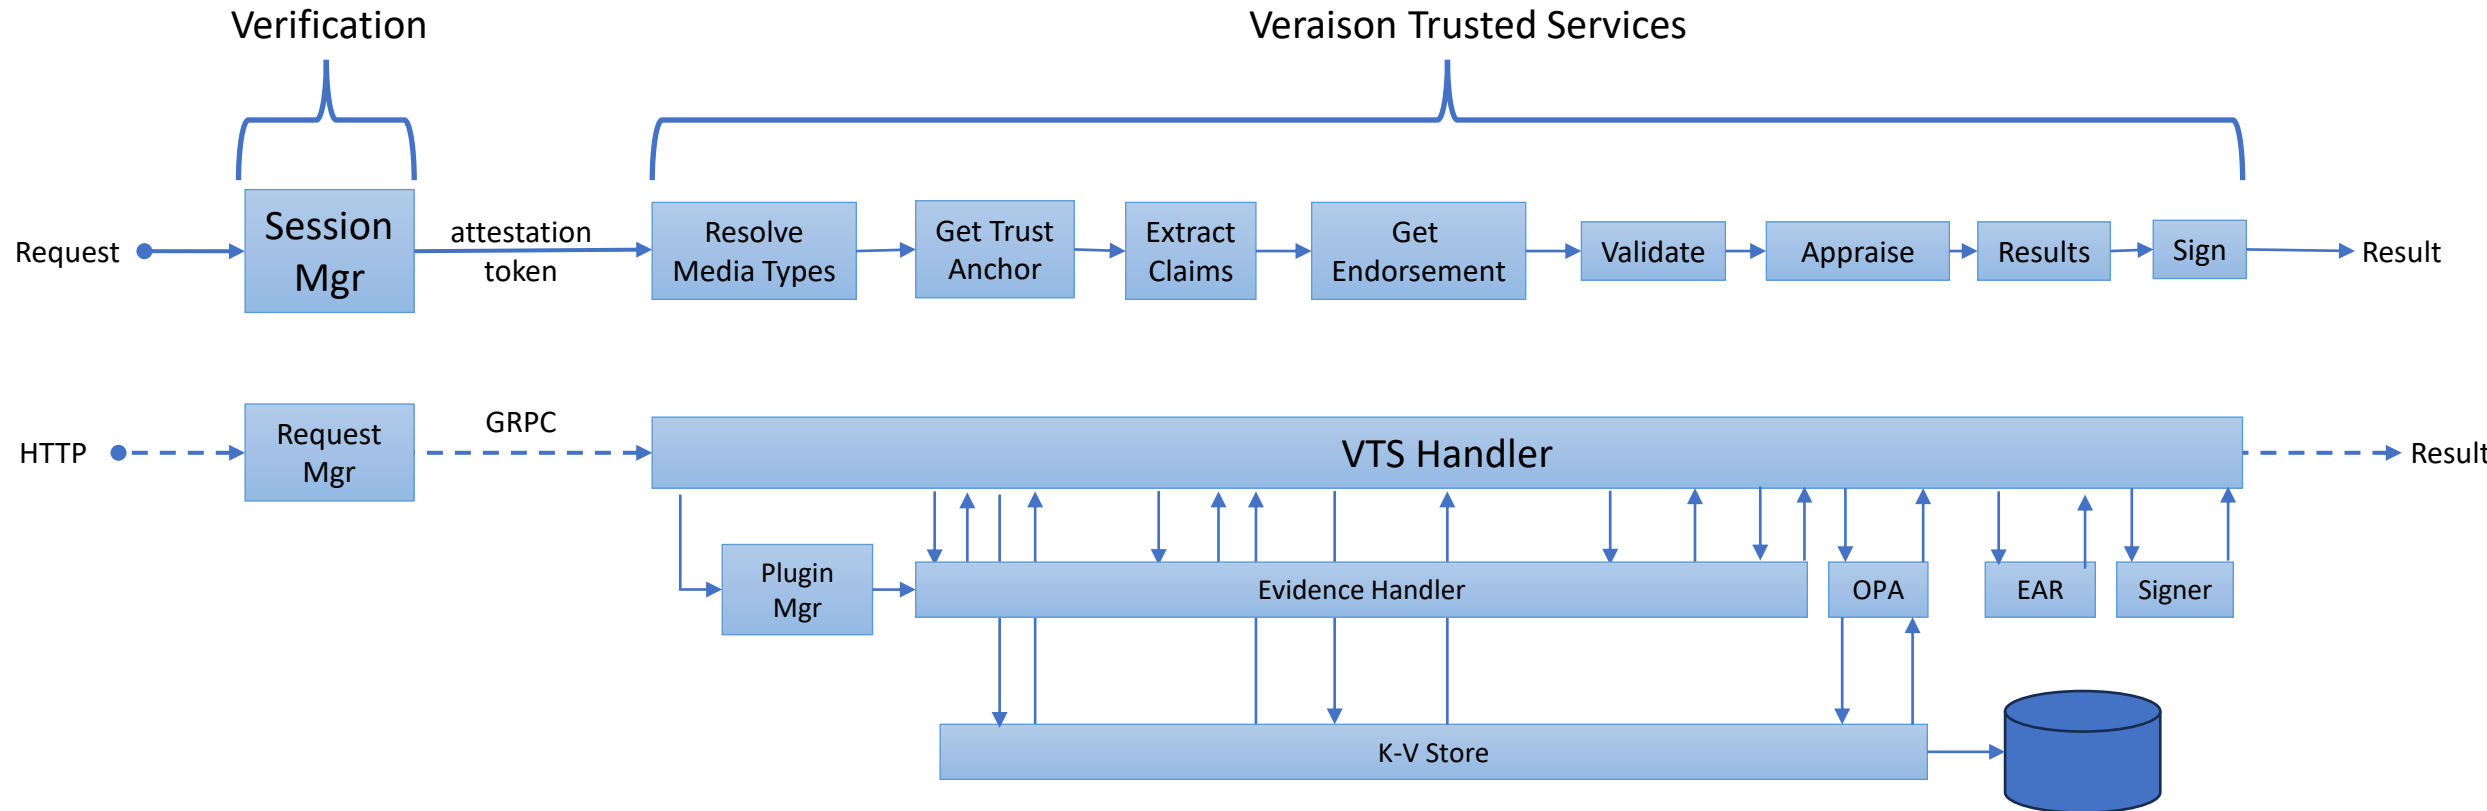 Verification
Veraison Trusted Services
Request
Session
Mgr
attestation
token
Resolve
Media Types
Get Trust
Anchor
Extract
Claims
Get
Endorsement
Validate
Appraise
Results
Sign
Result
HTTP
Request
Mgr
GRPC
VTS Handler
Result
Plugin
Mgr
Evidence Handler
OPA
EAR
Signer
K-V Store